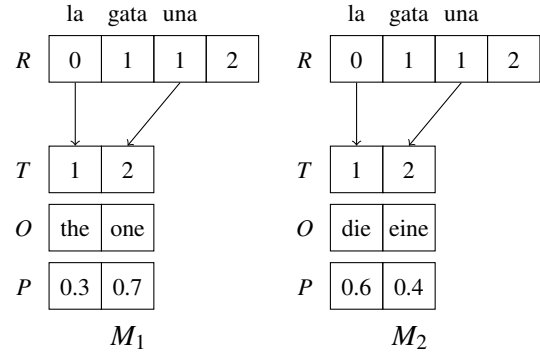 la gata una la gata una
R 0 1 1 2 R 0 1 1 2
T 1 2 T 1 2
O the one O die eine
P 0.3 0.7 P 0.6 0.4
M1 M2